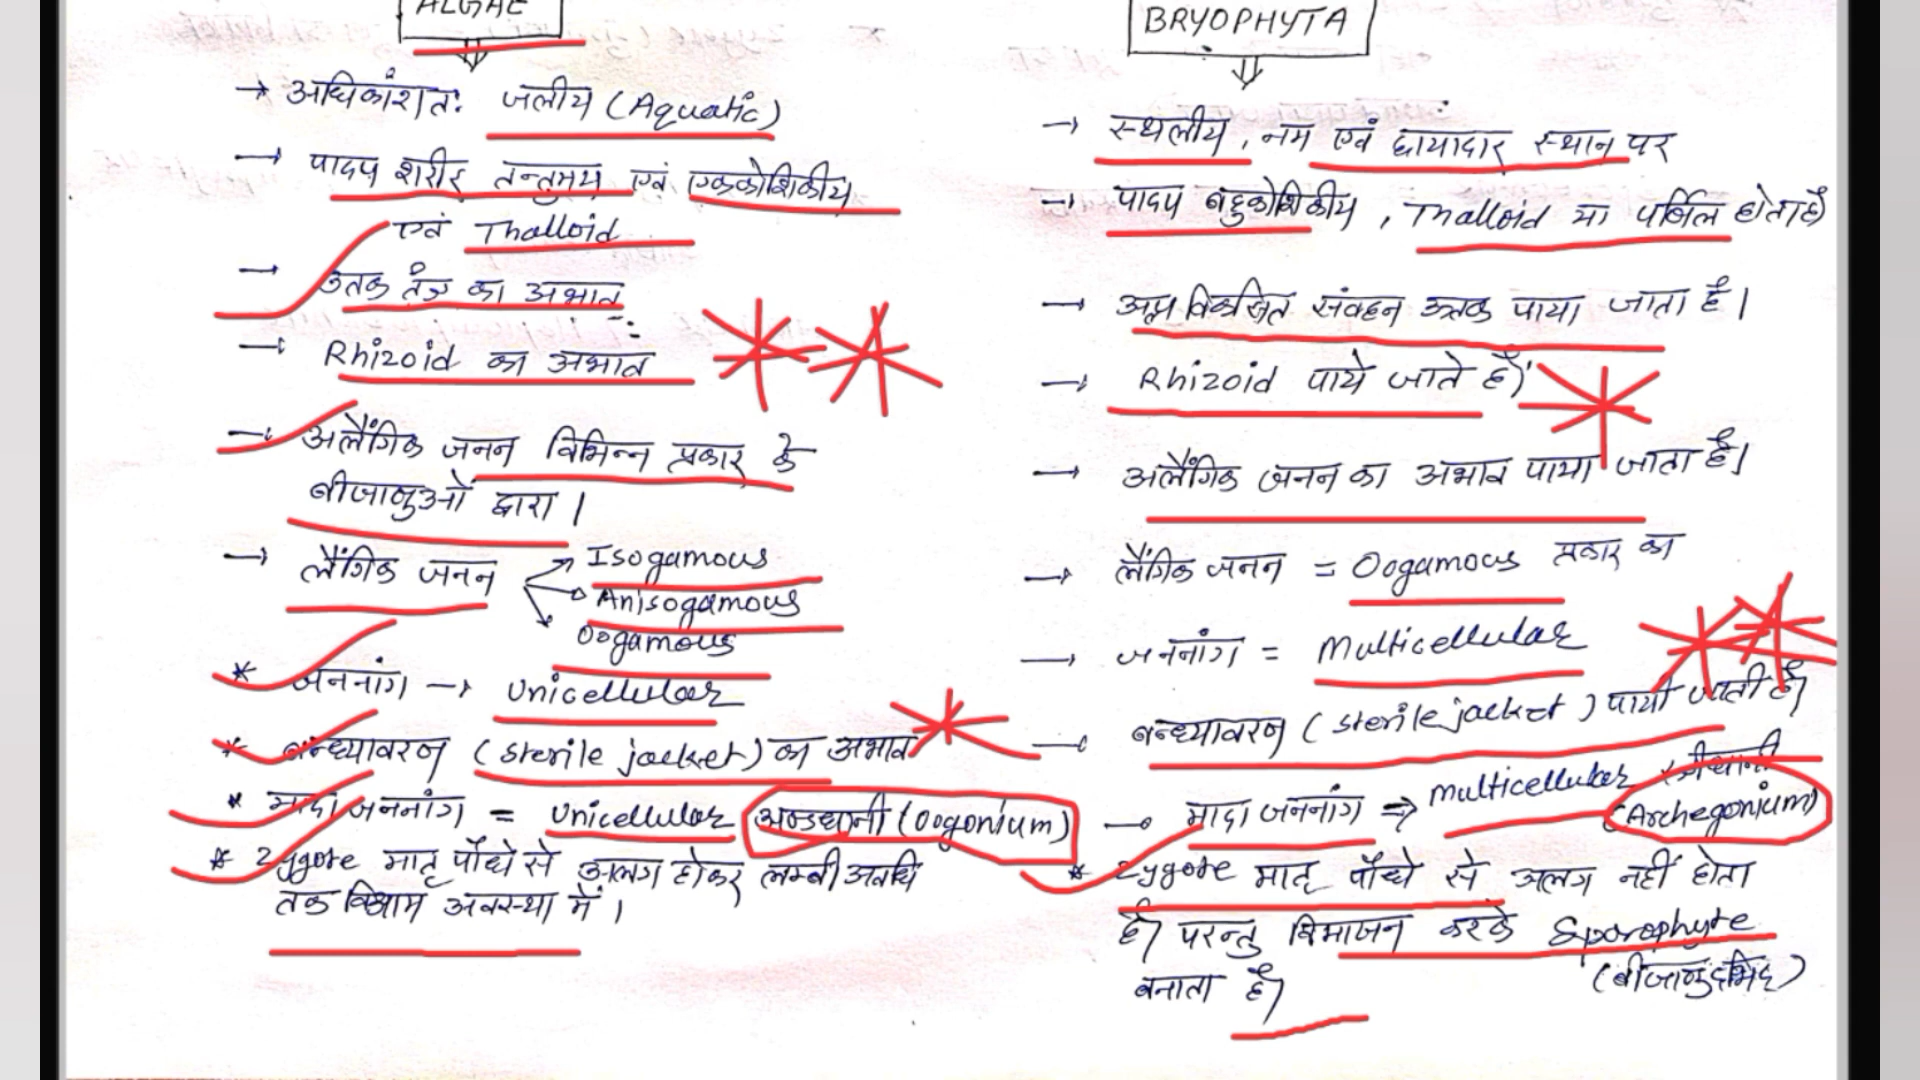 ALGAE
→ अधिकांशतः जलीय (Aquatic)
→ पादप शरीर तन्तुमय एवं एककोशिकीय
एवं Thalloid
→ उतक तंत्र का अभाव
→ Rhizoid का अभाव
→ अलैंगिक जनन विभिन्न प्रकार के
बीजाणुओं द्वारा।
→ लैंगिक जनन
Isogamous
Anisogamous
Oogamous
* जननांग → Unicellular
* बन्ध्यावरण (sterile jacket) का अभाव
* मादा जननांग = Unicellular अण्डधानी (Oogonium)
* Zygote मातृ पौधे से अलग होकर लम्बी अवधि
तक विश्राम अवस्था में।
BRYOPHYTA
→ स्थलीय, नम एवं छायादार स्थान पर
→ पादप बहुकोशिकीय, Thalloid या पर्णिल होता है
→ अल्प विकसित संवहन ऊतक पाया जाता है।
→ Rhizoid पाये जाते है
→ अलैंगिक जनन का अभाव पाया जाता है।
→ लैंगिक जनन = Oogamous प्रकार का
→ जननांग = Multicellular
→ बन्ध्यावरण (sterile jacket) पायी जाती है
→ मादा जननांग ⇒ multicellular स्त्रीधानी
(Archegonium)
* Zygote मातृ पौधे से अलग नहीं होता
है परन्तु विभाजन करके Sporophyte
बनाता है (बीजाणुदभिद)